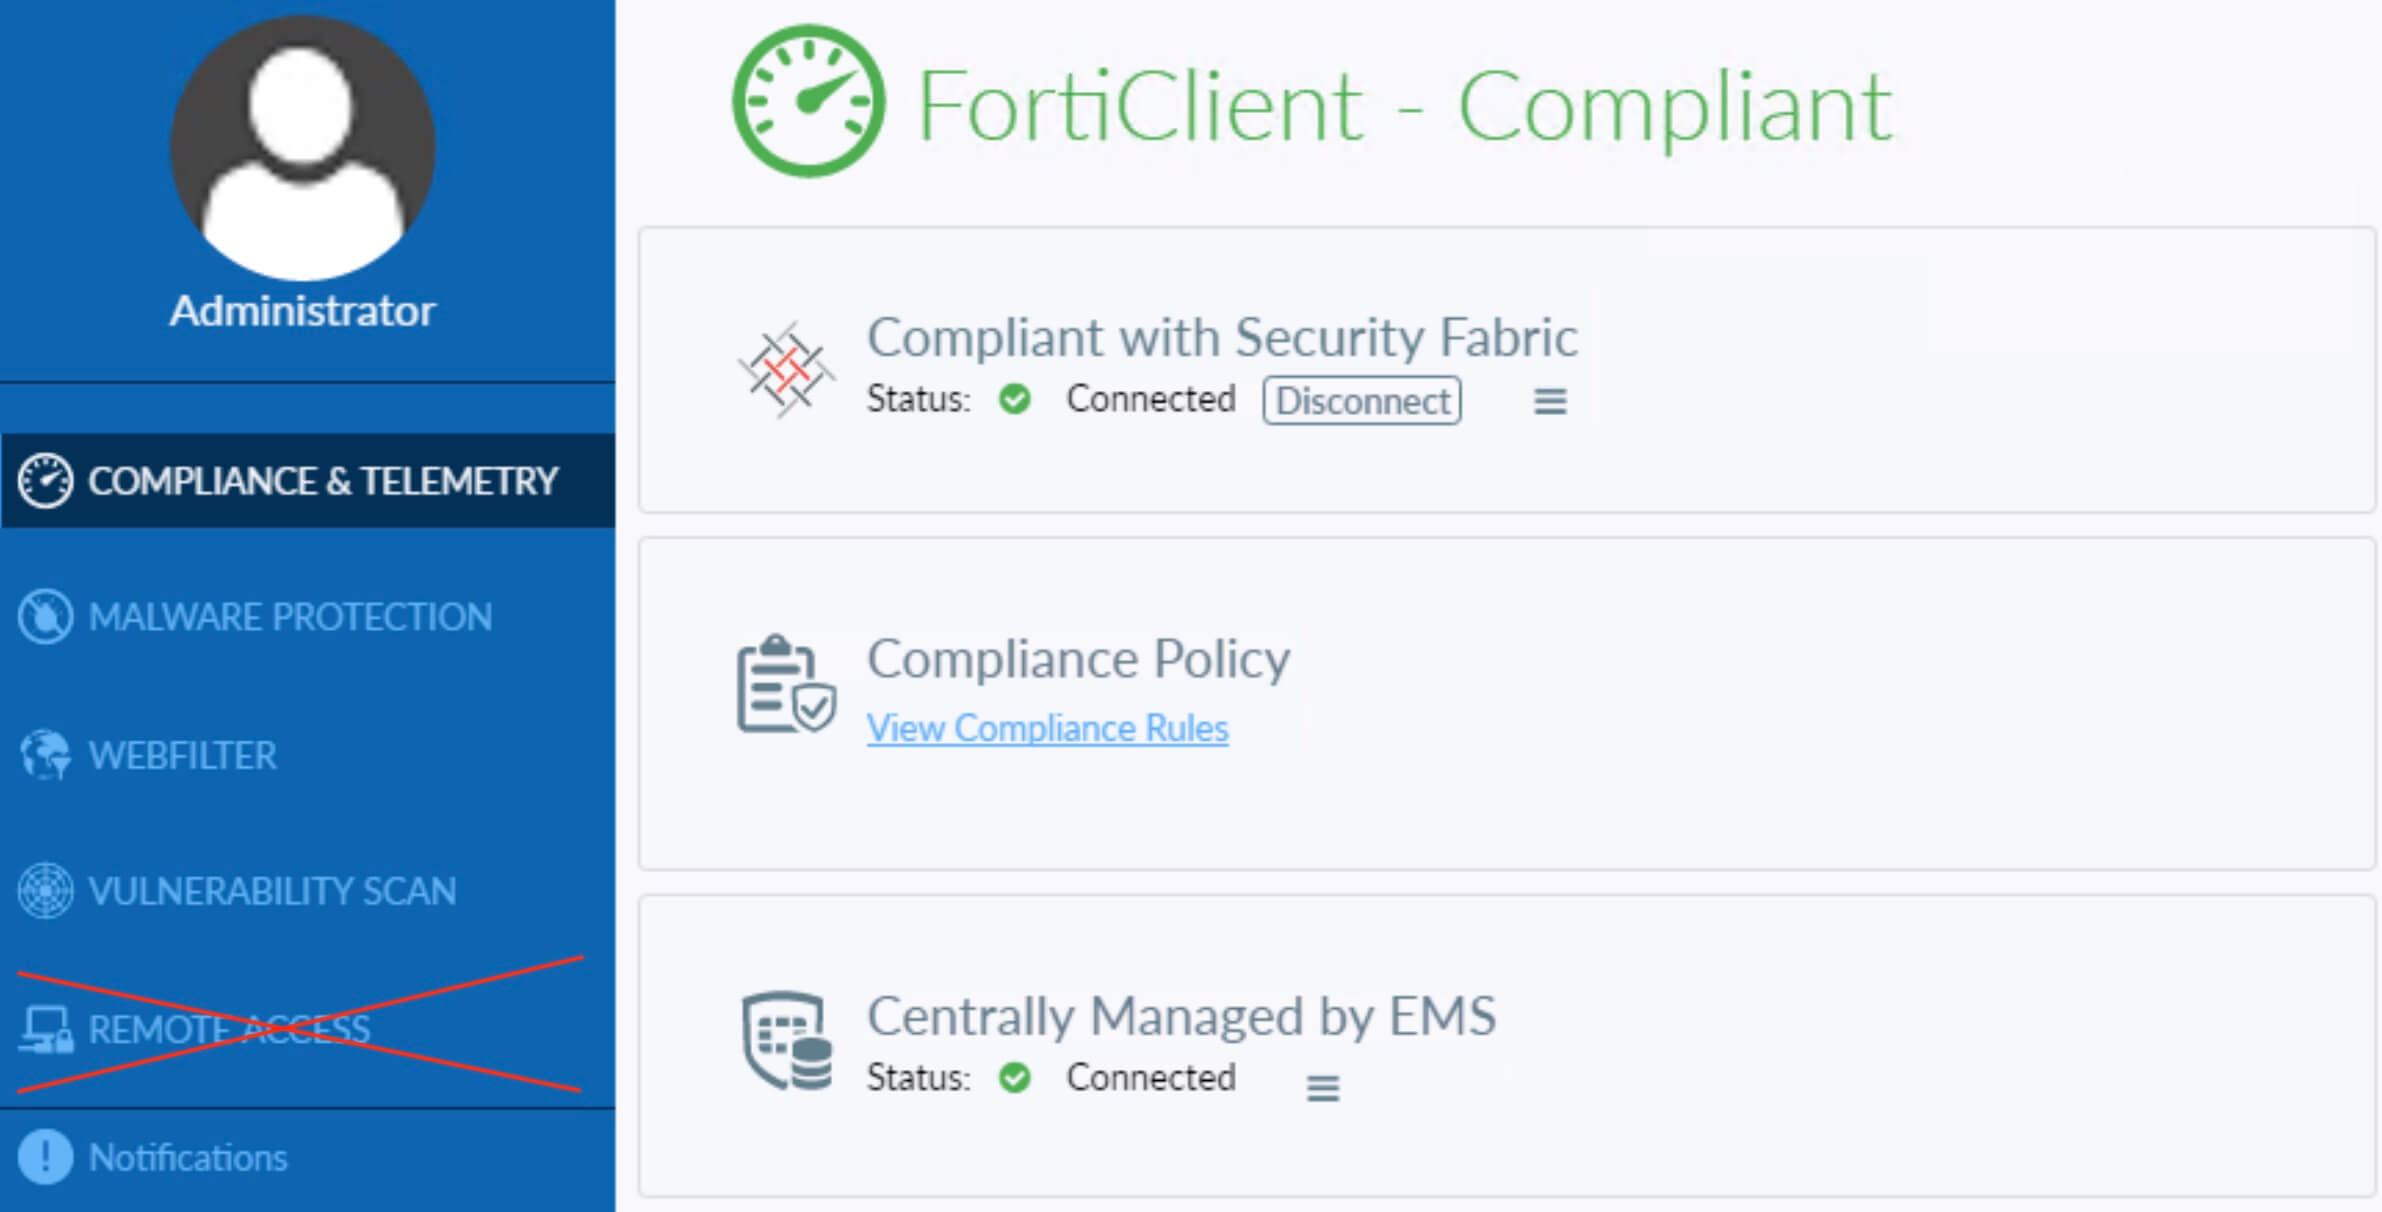 Administrator
COMPLIANCE & TELEMETRY
MALWARE PROTECTION
WEBFILTER
VULNERABILITY SCAN
REMOTE ACCESS
Notifications
FortiClient - Compliant
Compliant with Security Fabric
Status: Connected Disconnect
Compliance Policy
View Compliance Rules
Centrally Managed by EMS
Status: Connected